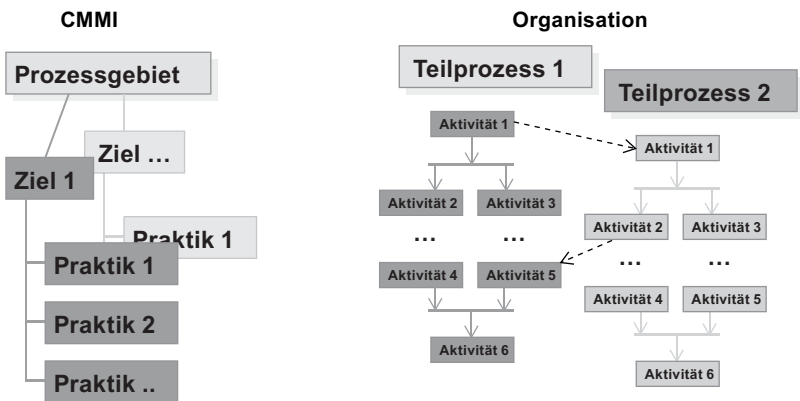 CMMI
Prozessgebiet
Ziel ...
Ziel 1
Praktik 1
Praktik 1
Praktik 2
Praktik ..
Organisation
Teilprozess 1
Teilprozess 2
Aktivität 1
Aktivität 2
Aktivität 3
...
...
Aktivität 4
Aktivität 5
Aktivität 6
Aktivität 1
Aktivität 2
Aktivität 3
...
...
Aktivität 4
Aktivität 5
Aktivität 6